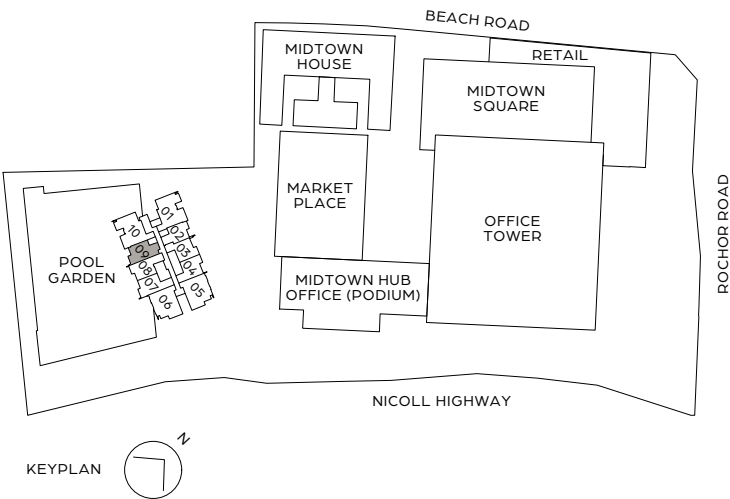 BEACH ROAD
MIDTOWN
HOUSE
RETAIL
MIDTOWN
SQUARE
MARKET
PLACE
OFFICE
TOWER
ROCHOR ROAD
POOL
GARDEN
01
02
03
04
05
10
09
08
07
06
MIDTOWN HUB
OFFICE (PODIUM)
NICOLL HIGHWAY
N
KEYPLAN